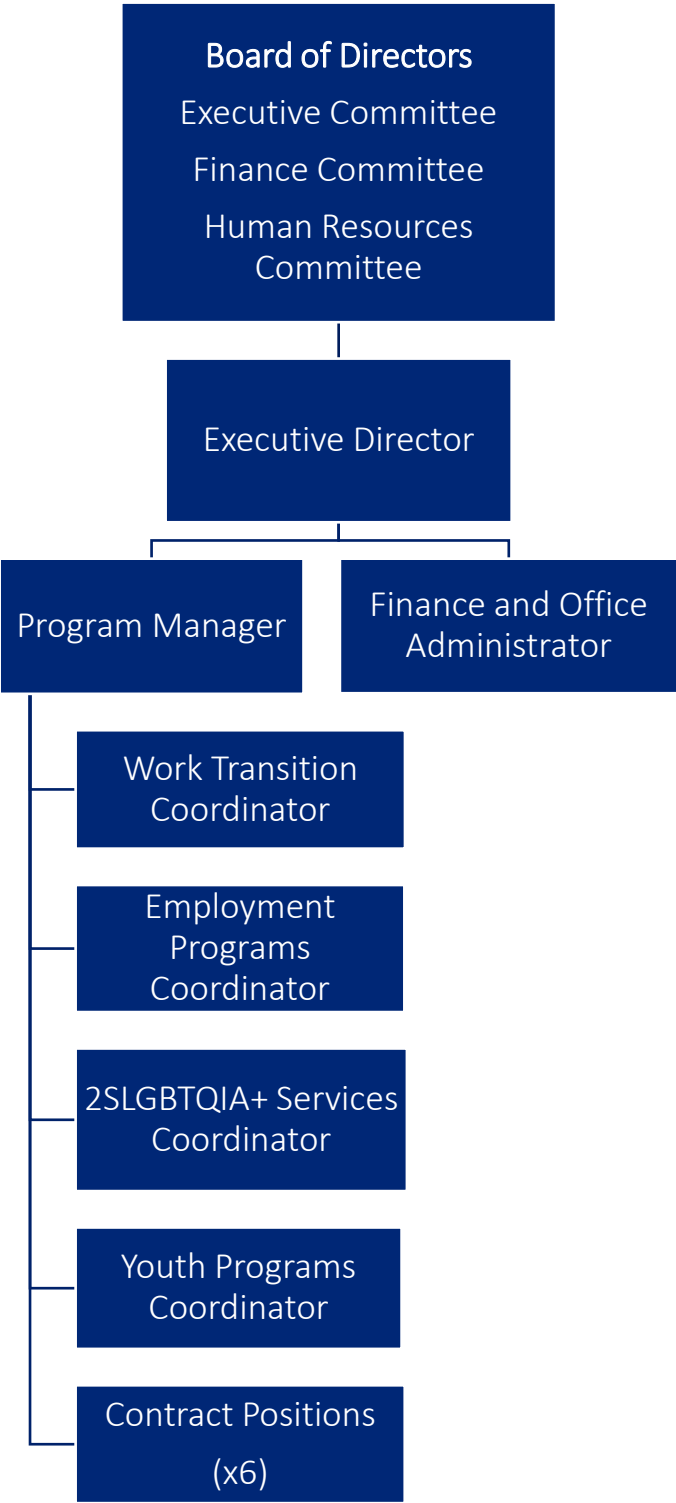 Board of Directors
Executive Committee
Finance Committee
Human Resources
Committee
Executive Director
Program Manager
Finance and Office
Administrator
Work Transition
Coordinator
Employment
Programs
Coordinator
2SLGBTQIA+ Services
Coordinator
Youth Programs
Coordinator
Contract Positions
(x6)